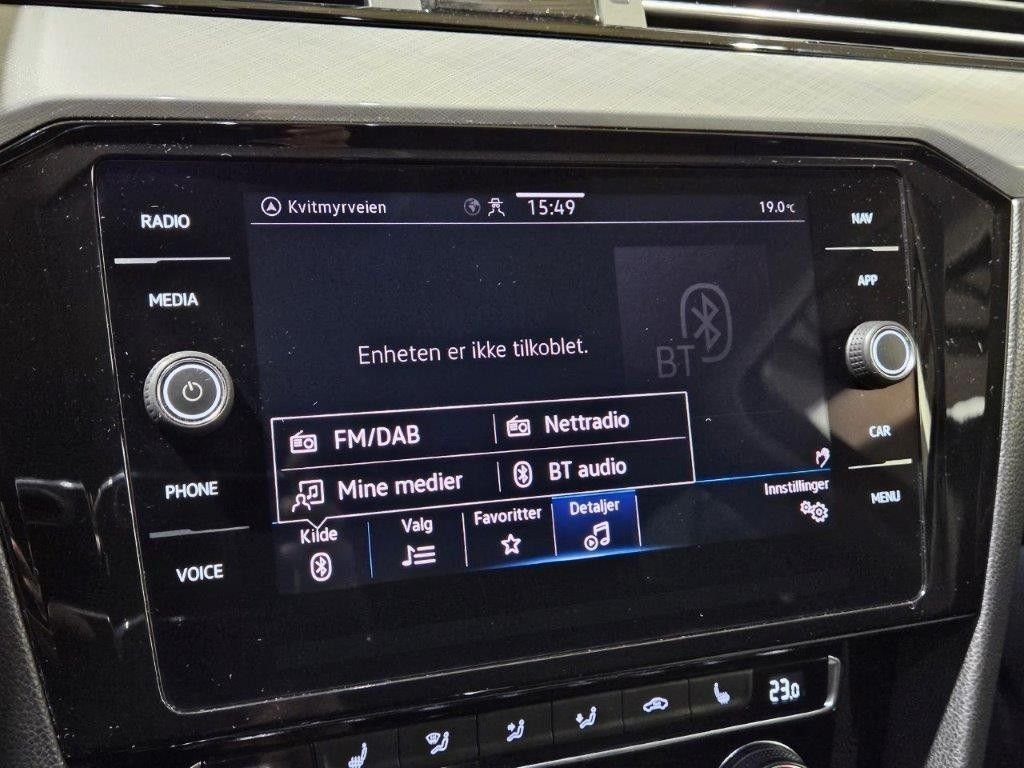 RADIO
MEDIA
PHONE
VOICE
Kvitmyrveien 15:49 19.0°C
BT
Enheten er ikke tilkoblet.
FM/DAB Nettradio
Mine medier BT audio
Kilde Valg Favoritter Detaljer Innstillinger
NAV
APP
CAR
MENU
23.0